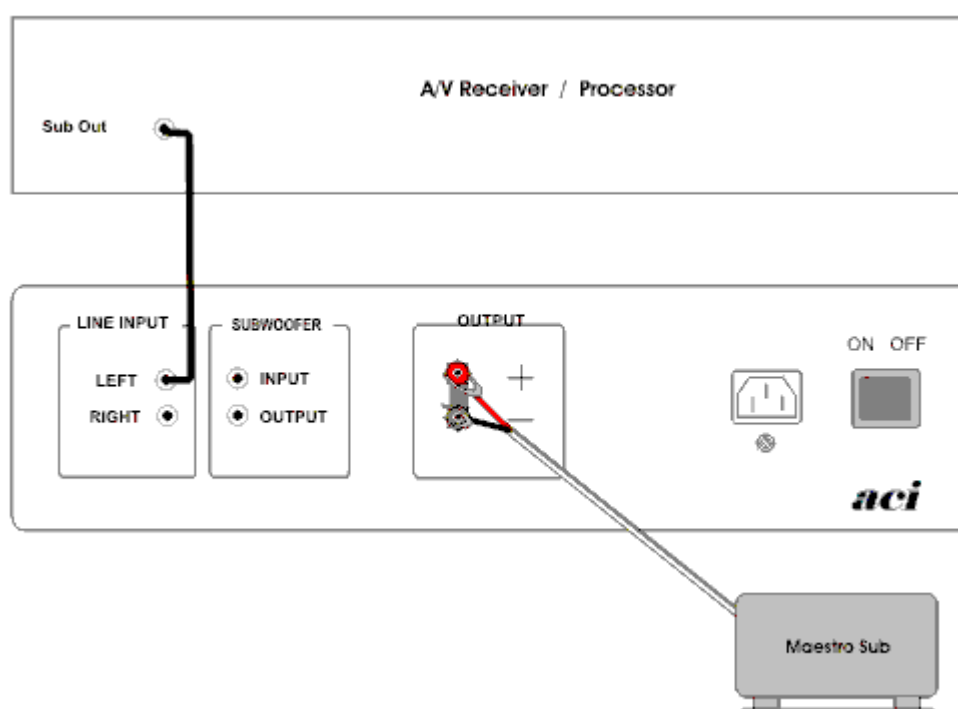 A/V Receiver / Processor
Sub Out
LINE INPUT
LEFT
RIGHT
SUBWOOFER
INPUT
OUTPUT
OUTPUT
+
−
ON OFF
aci
Maestro Sub